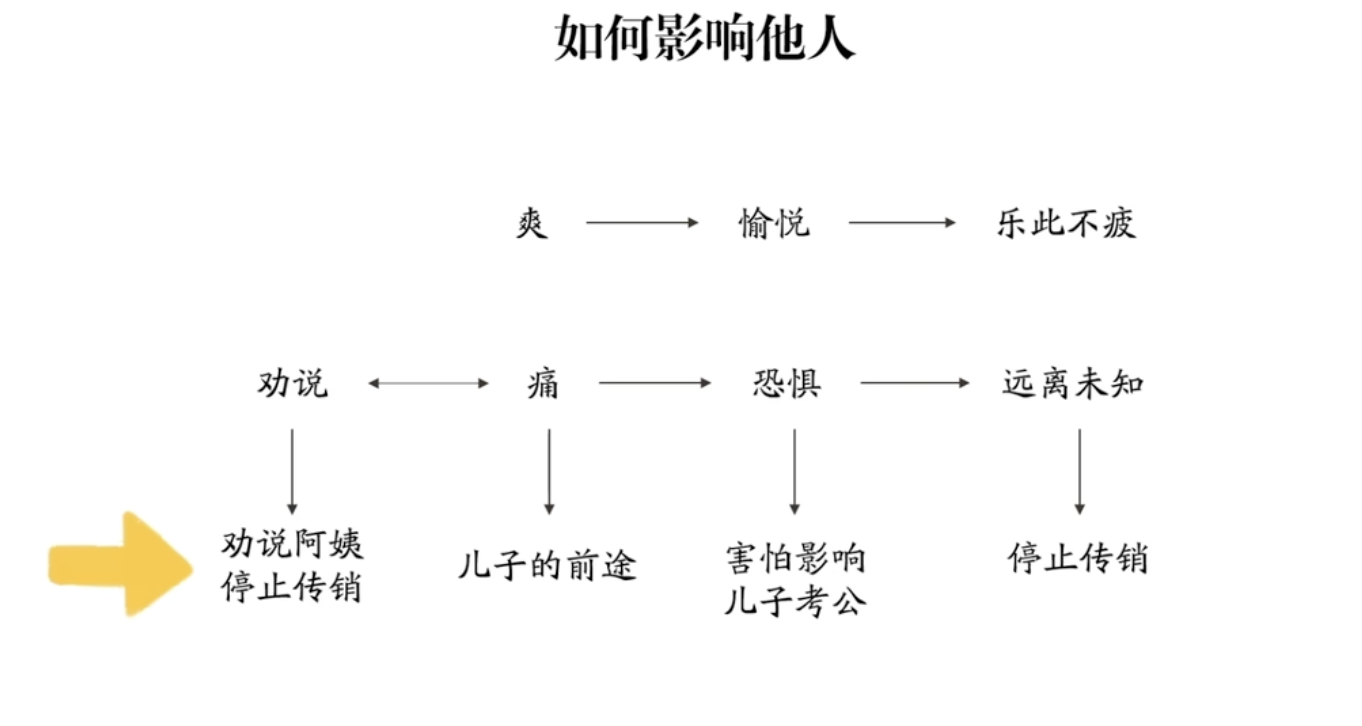 如何影响他人
爽
愉悦
乐此不疲
劝说
痛
恐惧
远离未知
劝说阿姨
停止传销
儿子的前途
害怕影响
儿子考公
停止传销